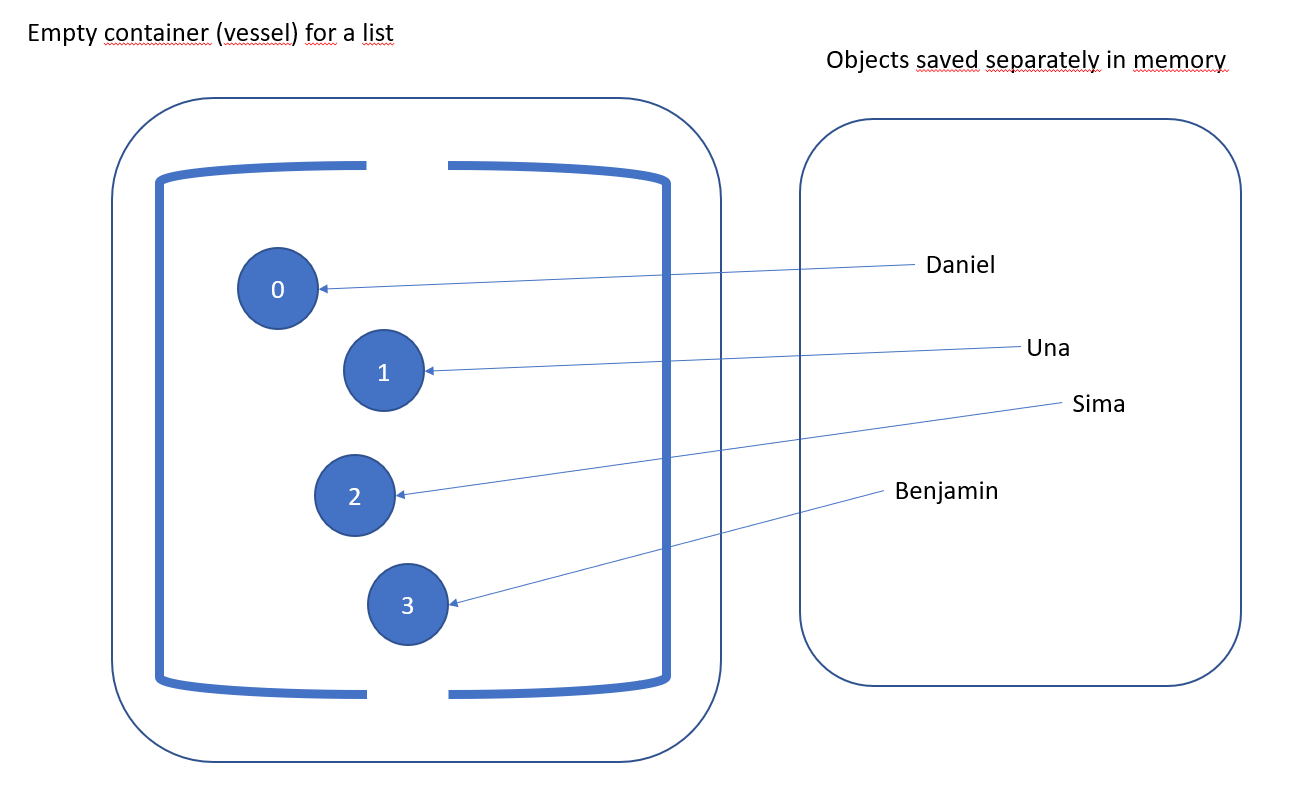 Empty container (vessel) for a list
Objects saved separately in memory
0
Daniel
1
Una
Sima
2
Benjamin
3